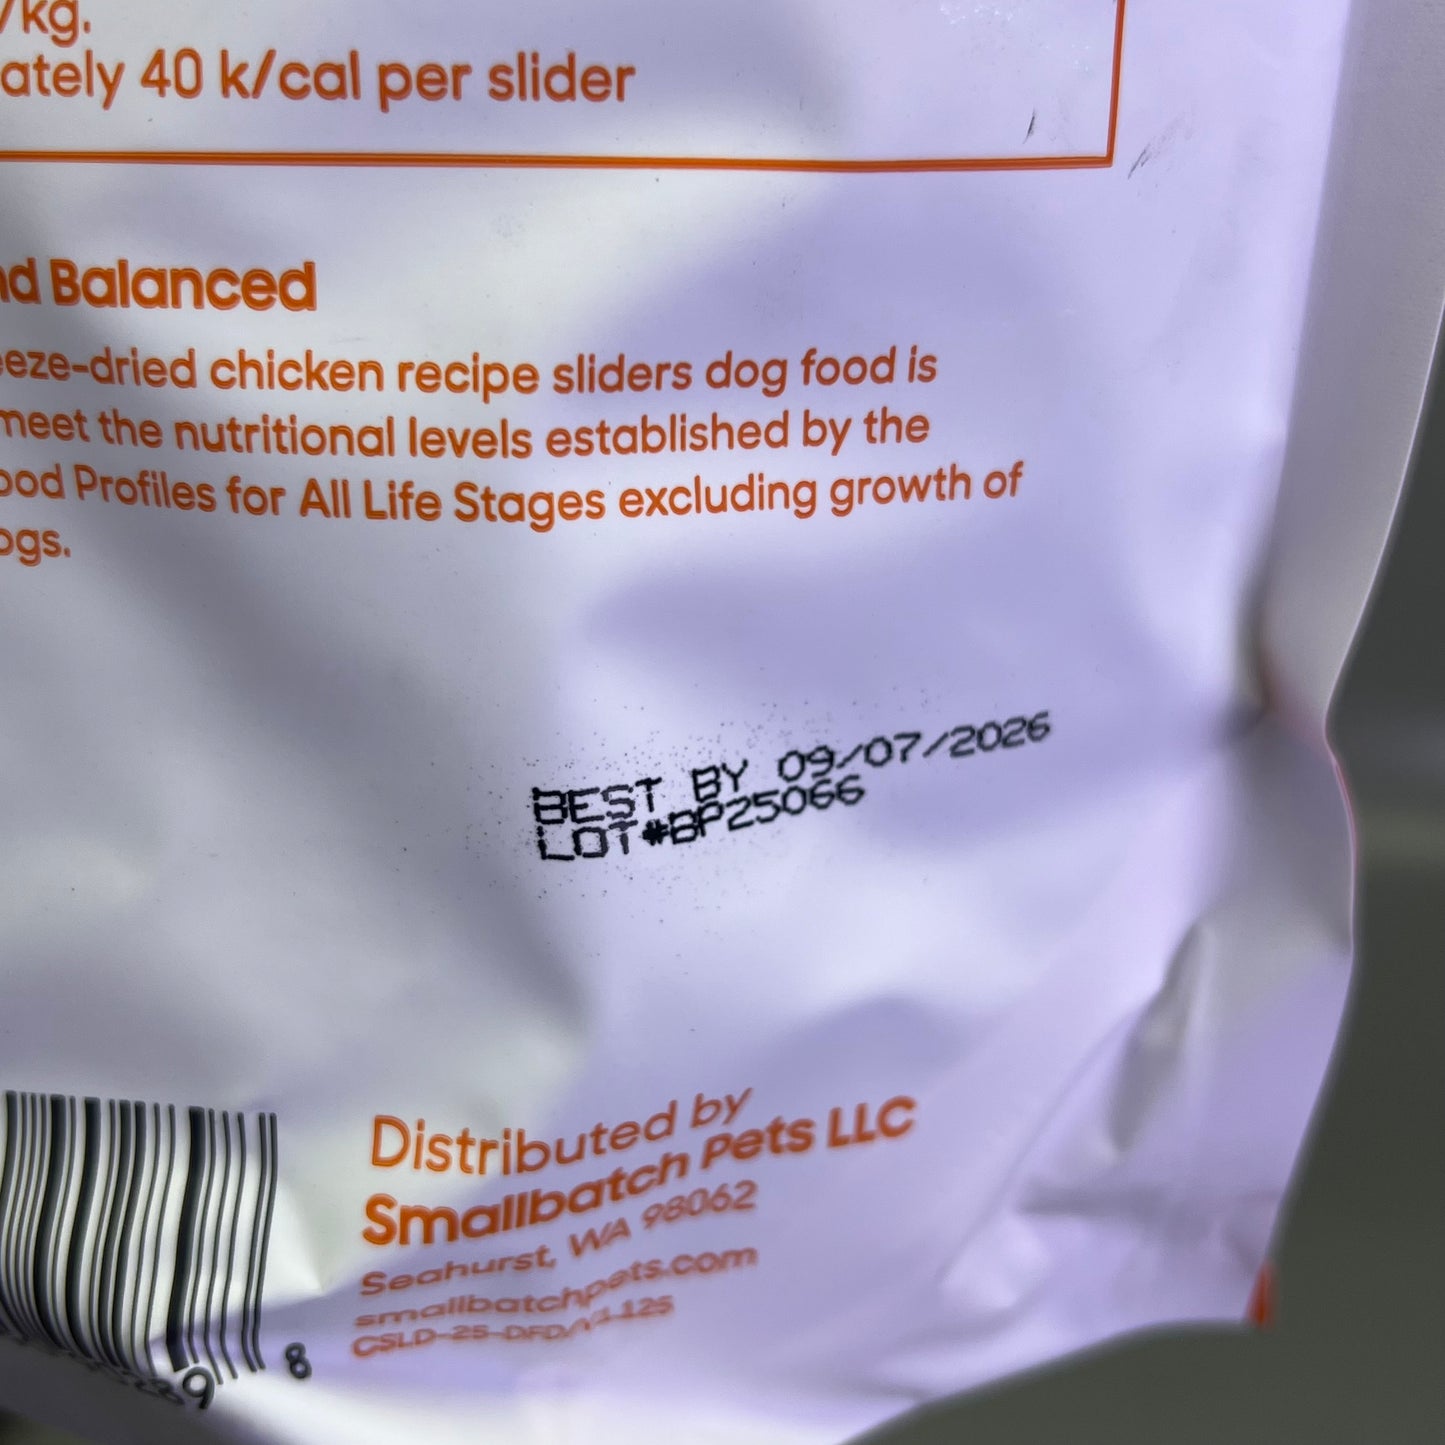 /kg.
ately 40 k/cal per slider
nd Balanced
eeze-dried chicken recipe sliders dog food is
meet the nutritional levels established by the
ood Profiles for All Life Stages excluding growth of
ogs.
BEST BY 09/07/2026
LOT#BP25066
Distributed by
Smallbatch Pets LLC
Seahurst, WA 98062
smallbatchpets.com
9 8